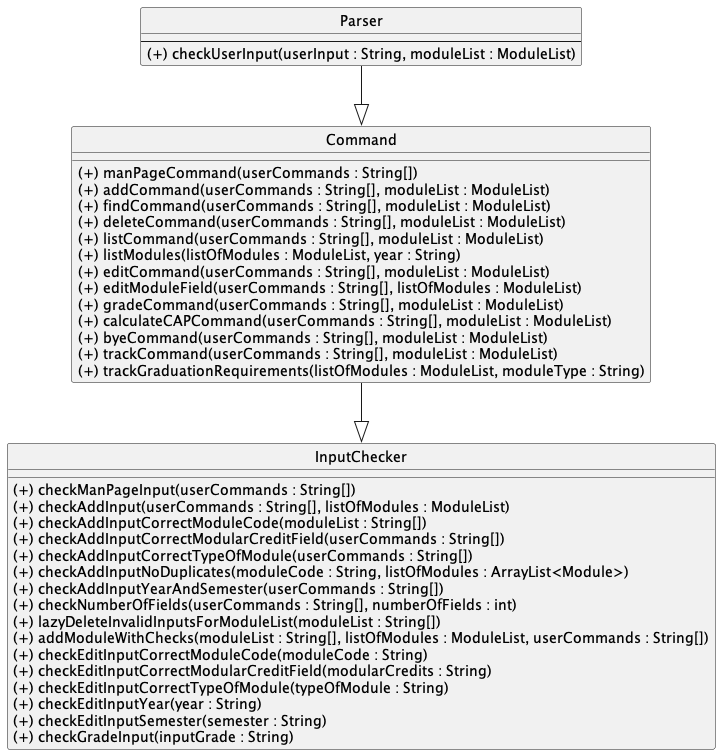 Parser
(+) checkUserInput(userInput : String, moduleList : ModuleList)
Command
(+) manPageCommand(userCommands : String[])
(+) addCommand(userCommands : String[], moduleList : ModuleList)
(+) findCommand(userCommands : String[], moduleList : ModuleList)
(+) deleteCommand(userCommands : String[], moduleList : ModuleList)
(+) listCommand(userCommands : String[], moduleList : ModuleList)
(+) listModules(listOfModules : ModuleList, year : String)
(+) editCommand(userCommands : String[], moduleList : ModuleList)
(+) editModuleField(userCommands : String[], listOfModules : ModuleList)
(+) gradeCommand(userCommands : String[], moduleList : ModuleList)
(+) calculateCAPCommand(userCommands : String[], moduleList : ModuleList)
(+) byeCommand(userCommands : String[], moduleList : ModuleList)
(+) trackCommand(userCommands : String[], moduleList : ModuleList)
(+) trackGraduationRequirements(listOfModules : ModuleList, moduleType : String)
InputChecker
(+) checkManPageInput(userCommands : String[])
(+) checkAddInput(userCommands : String[], listOfModules : ModuleList)
(+) checkAddInputCorrectModuleCode(moduleList : String[])
(+) checkAddInputCorrectModularCreditField(userCommands : String[])
(+) checkAddInputCorrectTypeOfModule(userCommands : String[])
(+) checkAddInputNoDuplicates(moduleCode : String, listOfModules : ArrayList<Module>)
(+) checkAddInputYearAndSemester(userCommands : String[])
(+) checkNumberOfFields(userCommands : String[], numberOfFields : int)
(+) lazyDeleteInvalidInputsForModuleList(moduleList : String[])
(+) addModuleWithChecks(moduleList : String[], listOfModules : ModuleList, userCommands : String[])
(+) checkEditInputCorrectModuleCode(moduleCode : String)
(+) checkEditInputCorrectModularCreditField(modularCredits : String)
(+) checkEditInputCorrectTypeOfModule(typeOfModule : String)
(+) checkEditInputYear(year : String)
(+) checkEditInputSemester(semester : String)
(+) checkGradeInput(inputGrade : String)